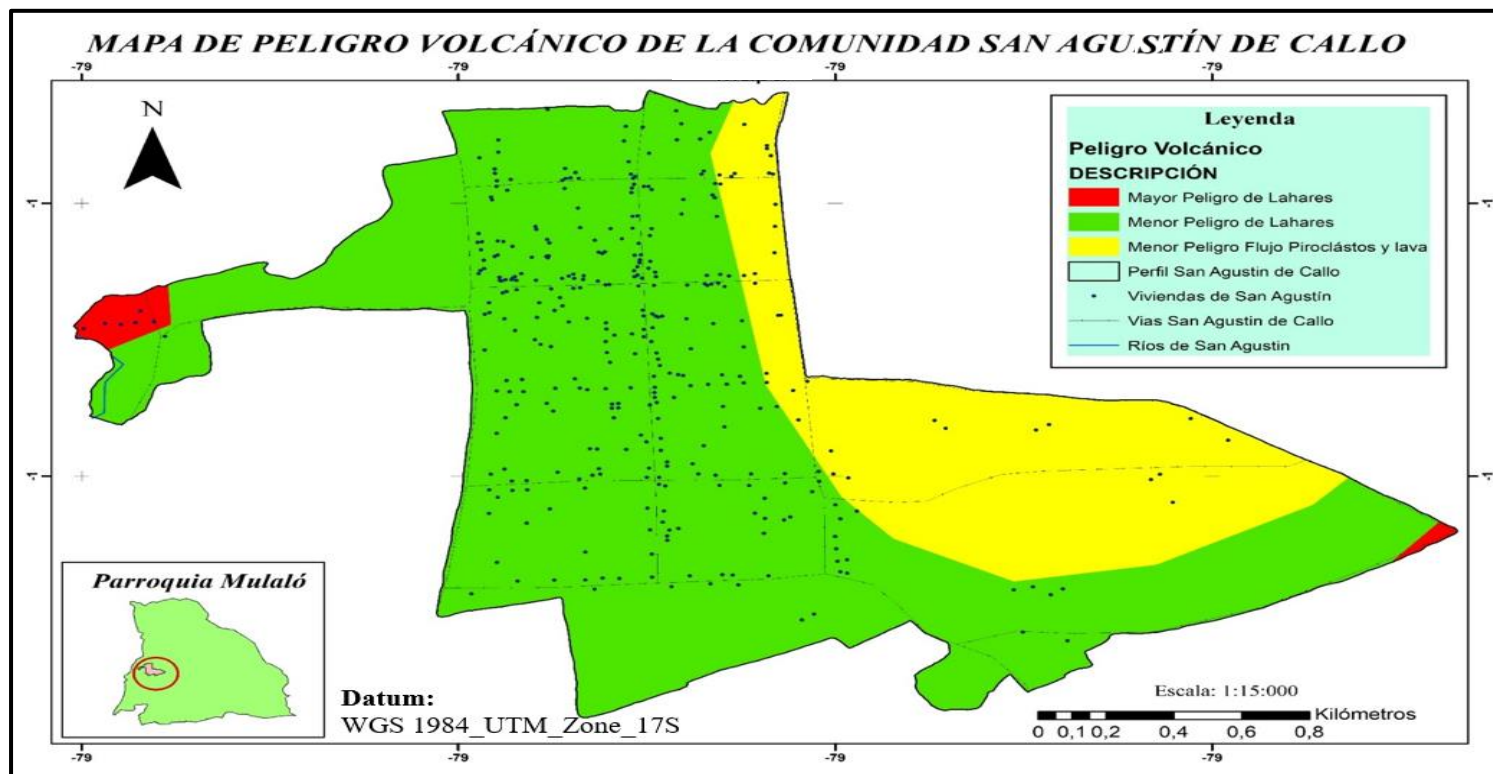 MAPA DE PELIGRO VOLCÁNICO DE LA COMUNIDAD SAN AGUSTÍN DE CALLO
-79 -79 -79 -79
N
-1 -1
-1 -1
Leyenda
Peligro Volcánico
DESCRIPCIÓN
Mayor Peligro de Lahares
Menor Peligro de Lahares
Menor Peligro Flujo Piroclástos y lava
Perfil San Agustin de Callo
Viviendas de San Agustín
Vias San Agustin de Callo
Ríos de San Agustin
Parroquia Mulaló
Datum:
WGS 1984_UTM_Zone_17S
Escala: 1:15:000
Kilómetros
0 0,1 0,2 0,4 0,6 0,8
-79 -79 -79 -79